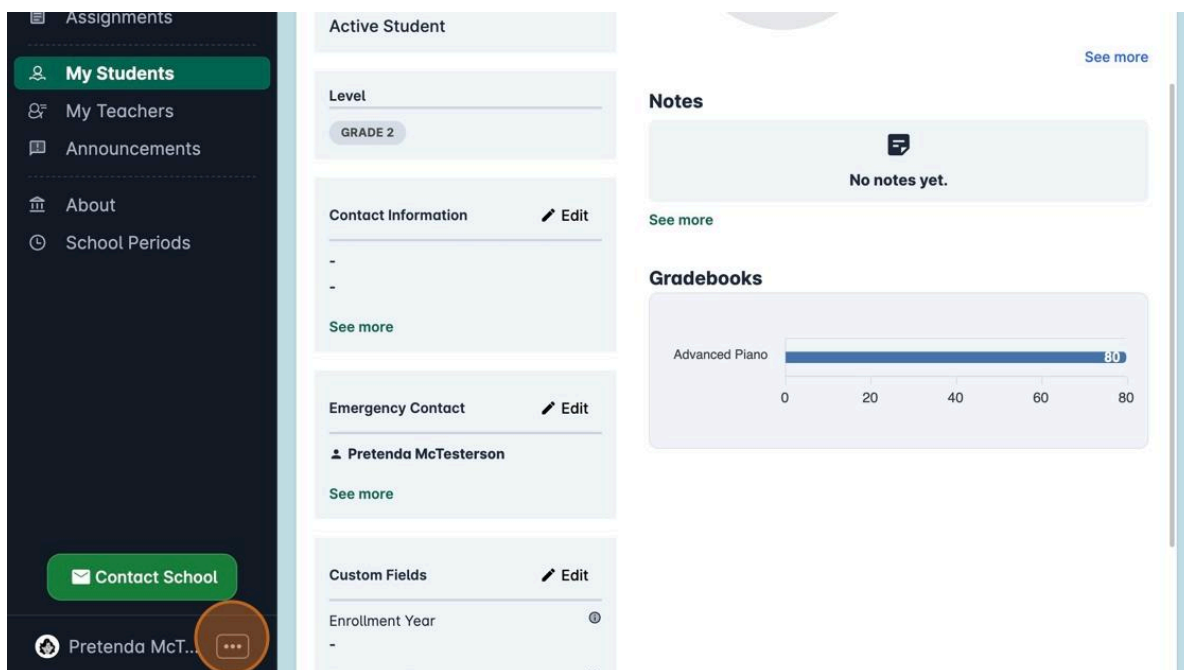 Assignments
My Students
My Teachers
Announcements
About
School Periods
Contact School
Pretenda McT...
Active Student
Level
GRADE 2
Contact Information
Edit
-
-
See more
Emergency Contact
Edit
Pretenda McTesterson
See more
Custom Fields
Edit
Enrollment Year
-
See more
Notes
No notes yet.
See more
Gradebooks
Advanced Piano
80
0 20 40 60 80